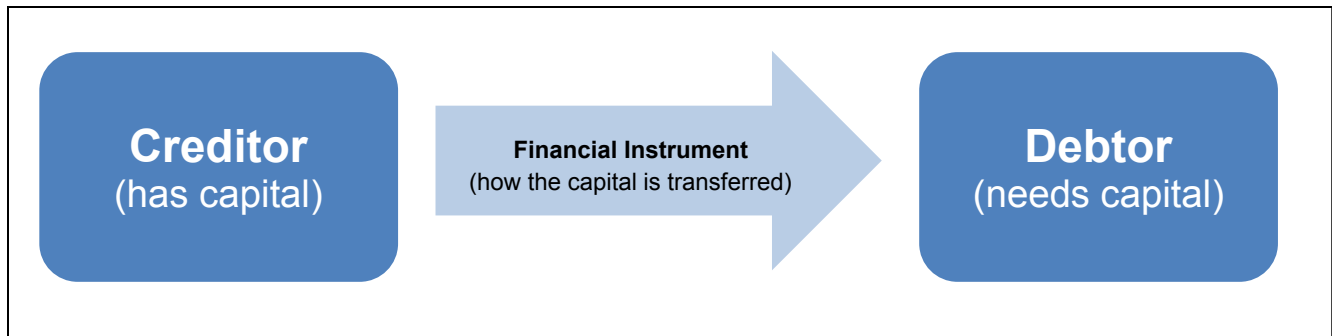 Creditor
(has capital)
Financial Instrument
(how the capital is transferred)
Debtor
(needs capital)